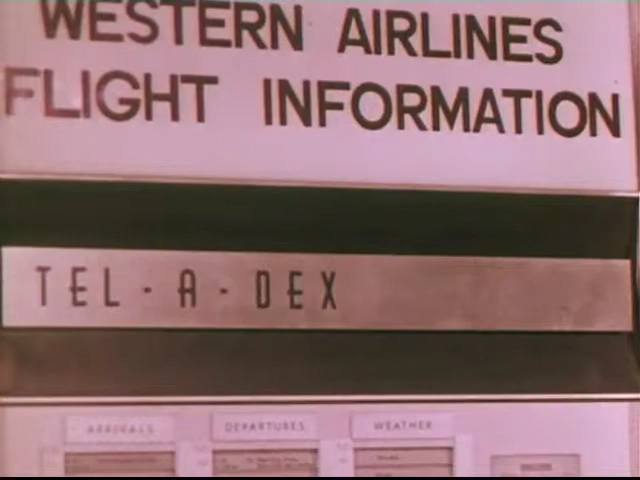 WESTERN AIRLINES
FLIGHT INFORMATION
TEL-A-DEX
ARRIVALS DEPARTURES WEATHER